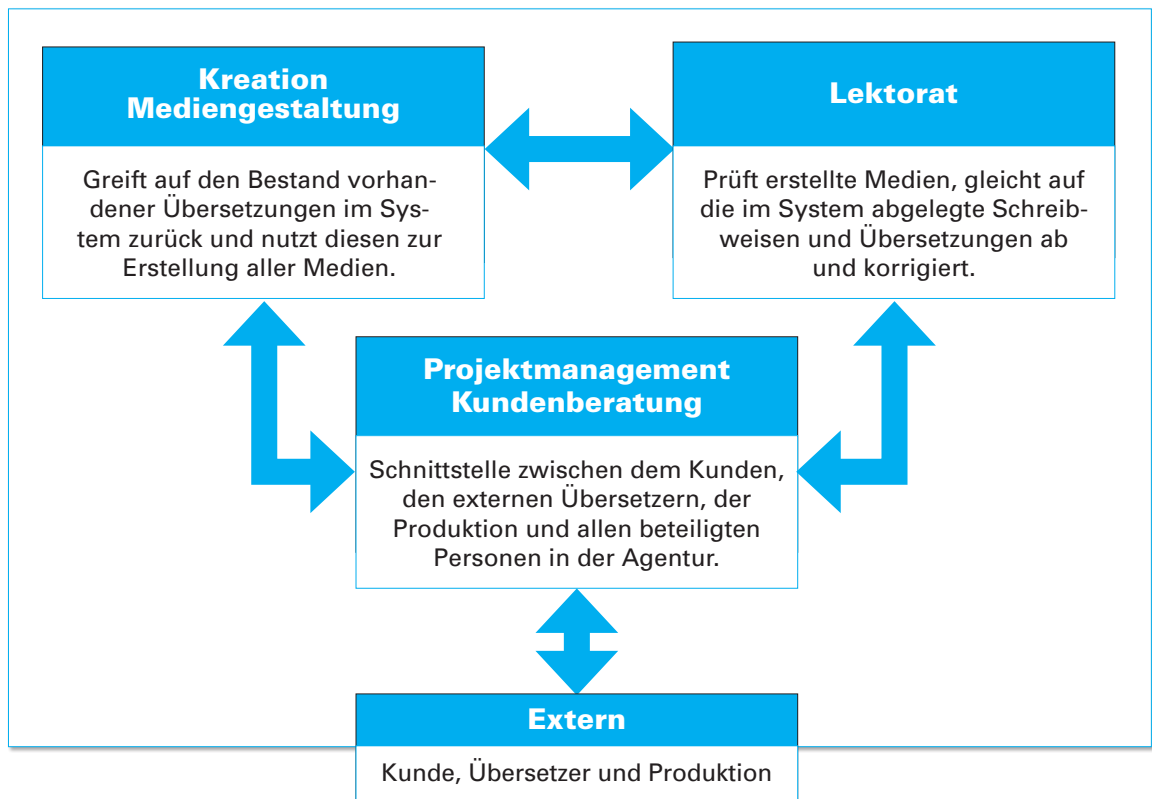 Kreation
Mediengestaltung
Greift auf den Bestand vorhan-
dener Übersetzungen im Sys-
tem zurück und nutzt diesen zur
Erstellung aller Medien.
Lektorat
Prüft erstellte Medien, gleicht auf
die im System abgelegte Schreib-
weisen und Übersetzungen ab
und korrigiert.
Projektmanagement
Kundenberatung
Schnittstelle zwischen dem Kunden,
den externen Übersetzern, der
Produktion und allen beteiligten
Personen in der Agentur.
Extern
Kunde, Übersetzer und Produktion